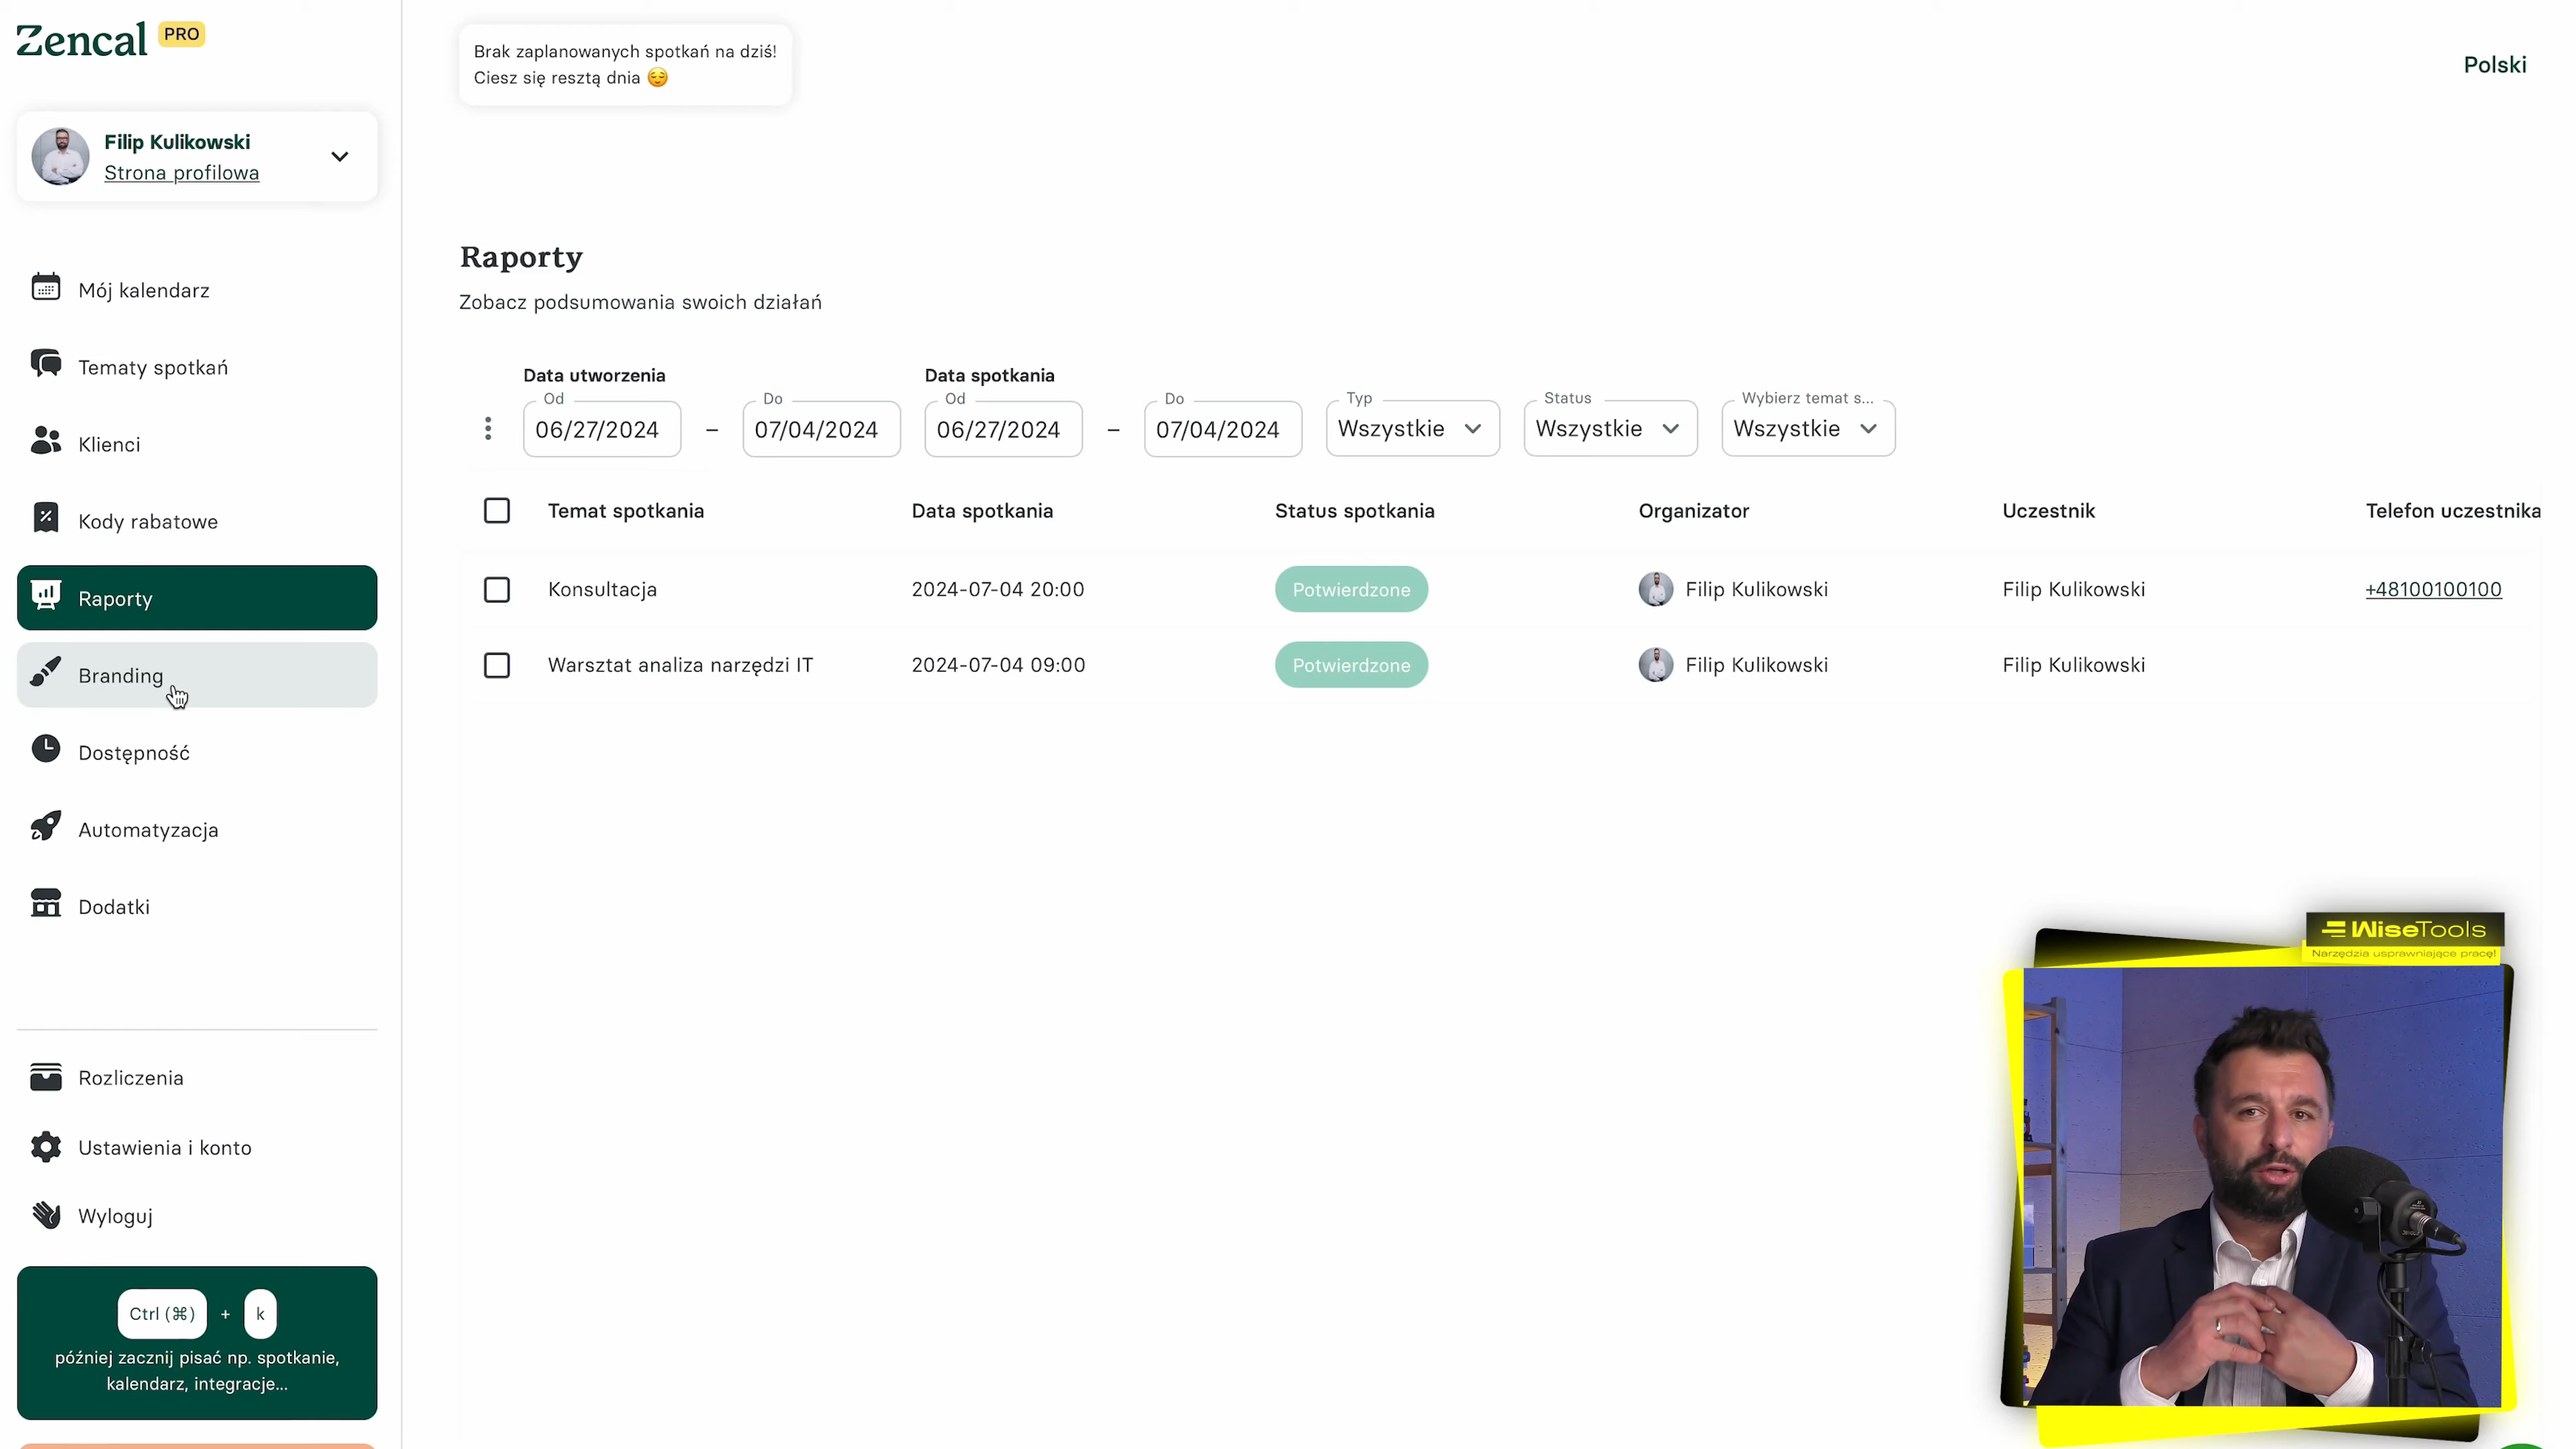 Zencal PRO
Brak zaplanowanych spotkań na dziś!
Ciesz się resztą dnia 😌
Polski
Filip Kulikowski
Strona profilowa
Mój kalendarz
Tematy spotkań
Klienci
Kody rabatowe
Raporty
Branding
Dostępność
Automatyzacja
Dodatki
Rozliczenia
Ustawienia i konto
Wyloguj
Ctrl (⌘) + k
później zacznij pisać np. spotkanie,
kalendarz, integracje...
Raporty
Zobacz podsumowania swoich działań
Data utworzenia Data spotkania
Od Do Od Do Typ Status Wybierz temat s...
06/27/2024 – 07/04/2024 06/27/2024 – 07/04/2024 Wszystkie Wszystkie Wszystkie
Temat spotkania Data spotkania Status spotkania Organizator Uczestnik Telefon uczestnika
Konsultacja 2024-07-04 20:00 Potwierdzone Filip Kulikowski Filip Kulikowski +48100100100
Warsztat analiza narzędzi IT 2024-07-04 09:00 Potwierdzone Filip Kulikowski Filip Kulikowski
WiseTools
Narzędzia usprawniające pracę!